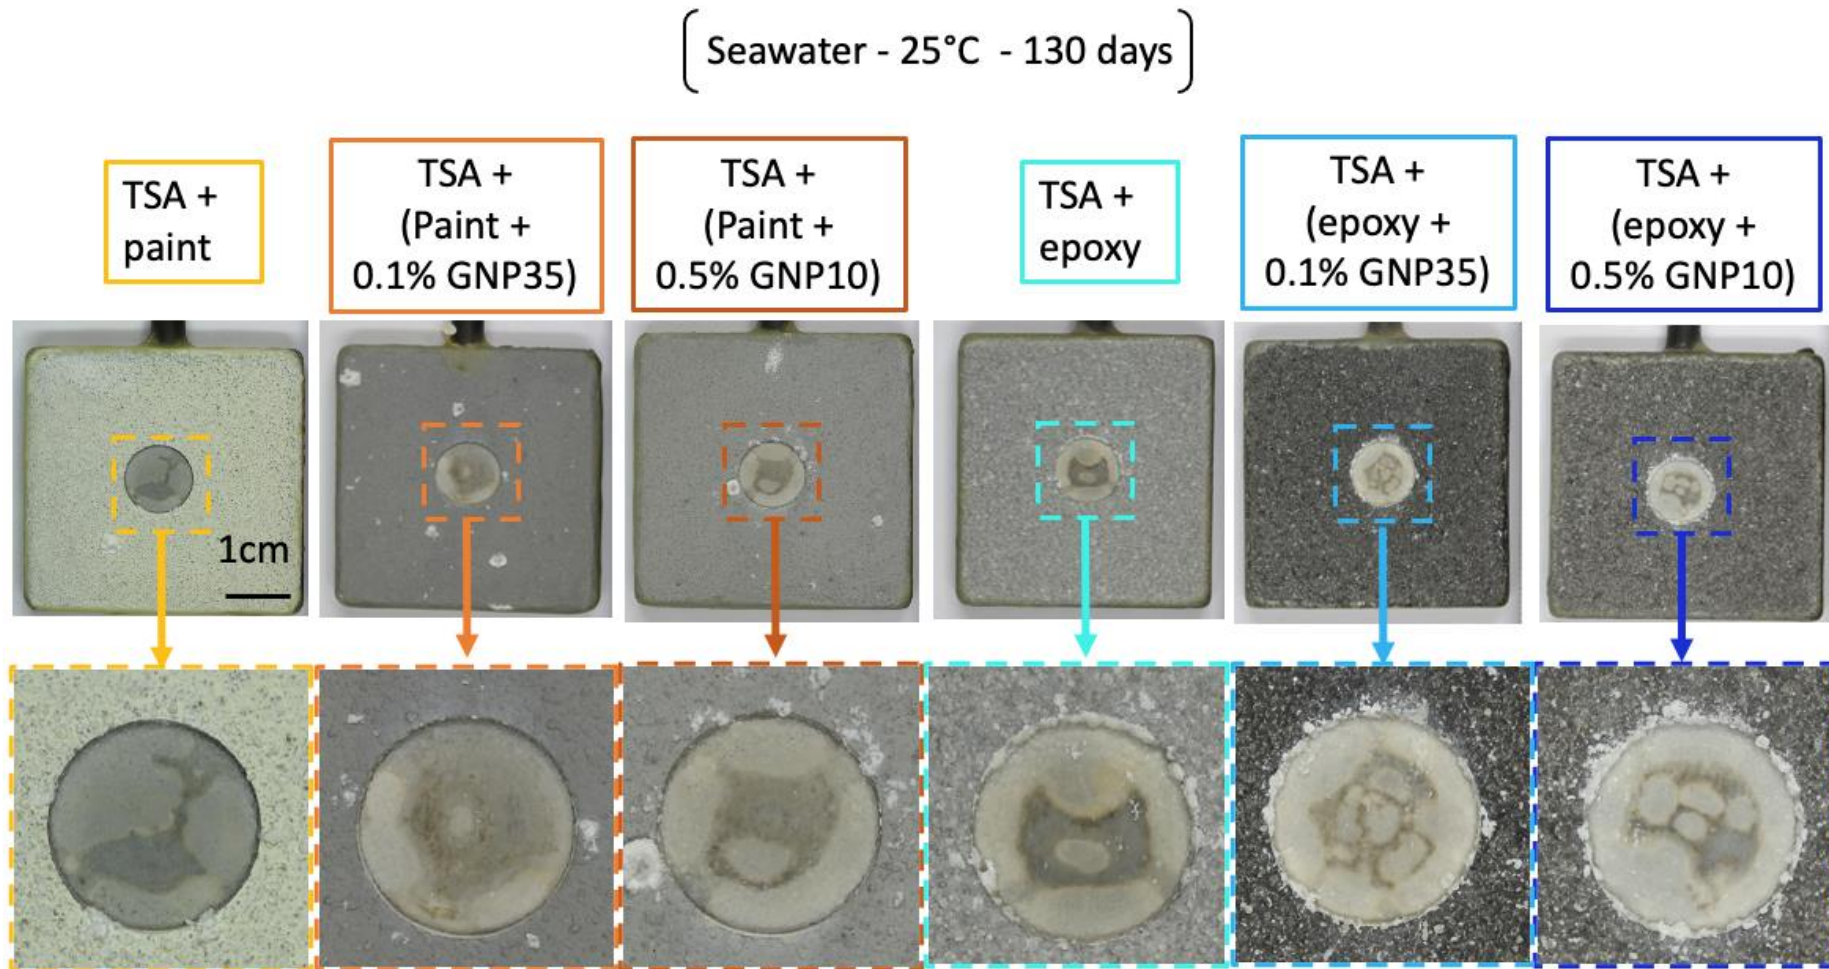 Seawater - 25°C - 130 days
TSA +
paint
TSA +
(Paint +
0.1% GNP35)
TSA +
(Paint +
0.5% GNP10)
TSA +
epoxy
TSA +
(epoxy +
0.1% GNP35)
TSA +
(epoxy +
0.5% GNP10)
1cm